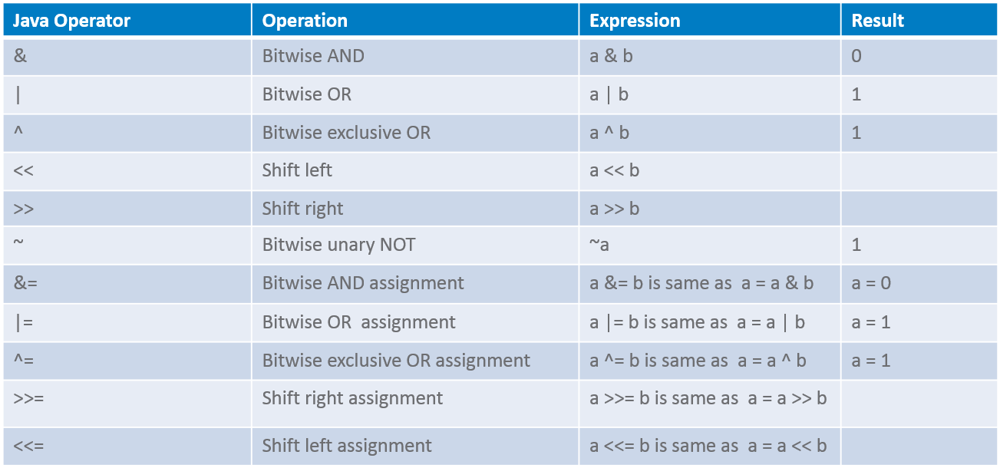 Java Operator Operation Expression Result
& Bitwise AND a & b 0
| Bitwise OR a | b 1
^ Bitwise exclusive OR a ^ b 1
<< Shift left a << b
>> Shift right a >> b
~ Bitwise unary NOT ~a 1
&= Bitwise AND assignment a &= b is same as a = a & b a = 0
|= Bitwise OR assignment a |= b is same as a = a | b a = 1
^= Bitwise exclusive OR assignment a ^= b is same as a = a ^ b a = 1
>>= Shift right assignment a >>= b is same as a = a >> b
<<= Shift left assignment a <<= b is same as a = a << b